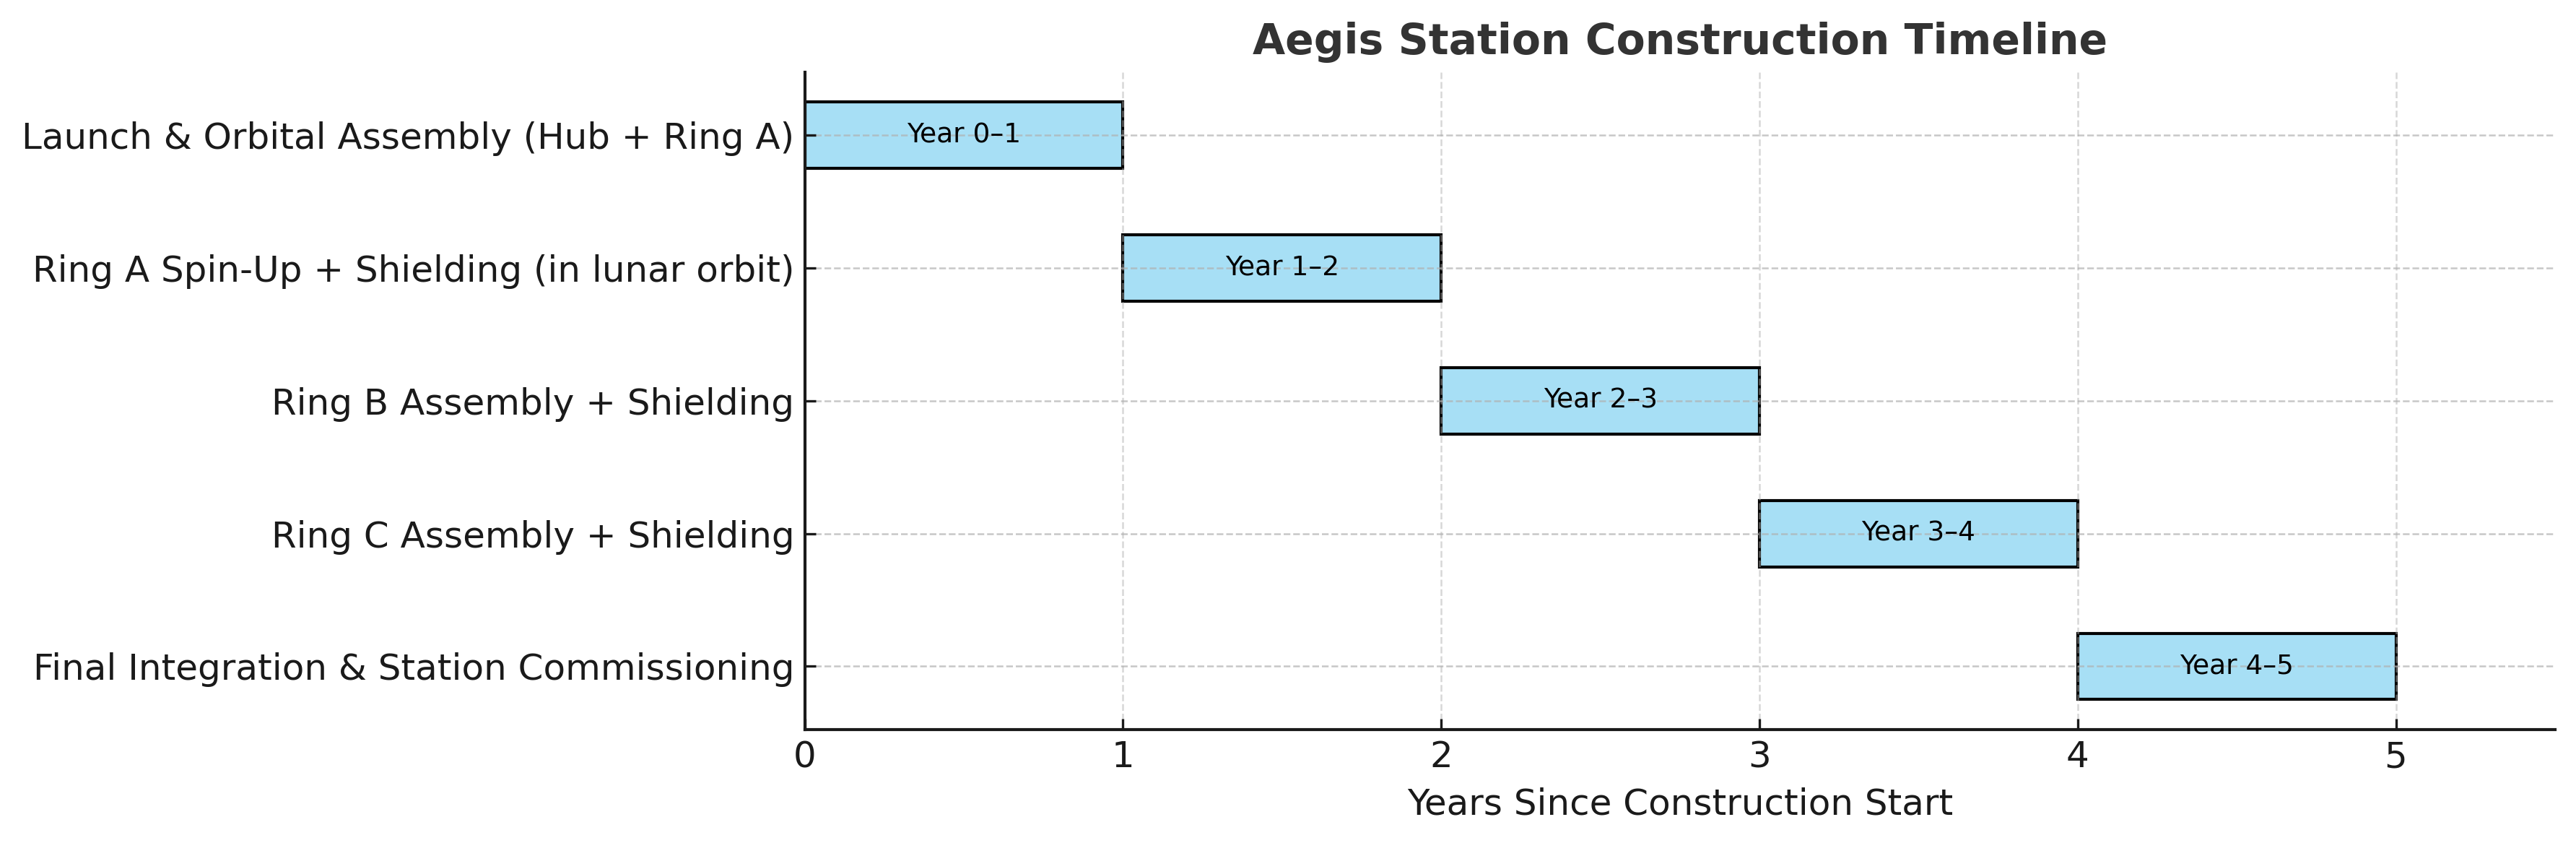 Aegis Station Construction Timeline
Launch & Orbital Assembly (Hub + Ring A)
Year 0–1
Ring A Spin-Up + Shielding (in lunar orbit)
Year 1–2
Ring B Assembly + Shielding
Year 2–3
Ring C Assembly + Shielding
Year 3–4
Final Integration & Station Commissioning
Year 4–5
0 1 2 3 4 5
Years Since Construction Start